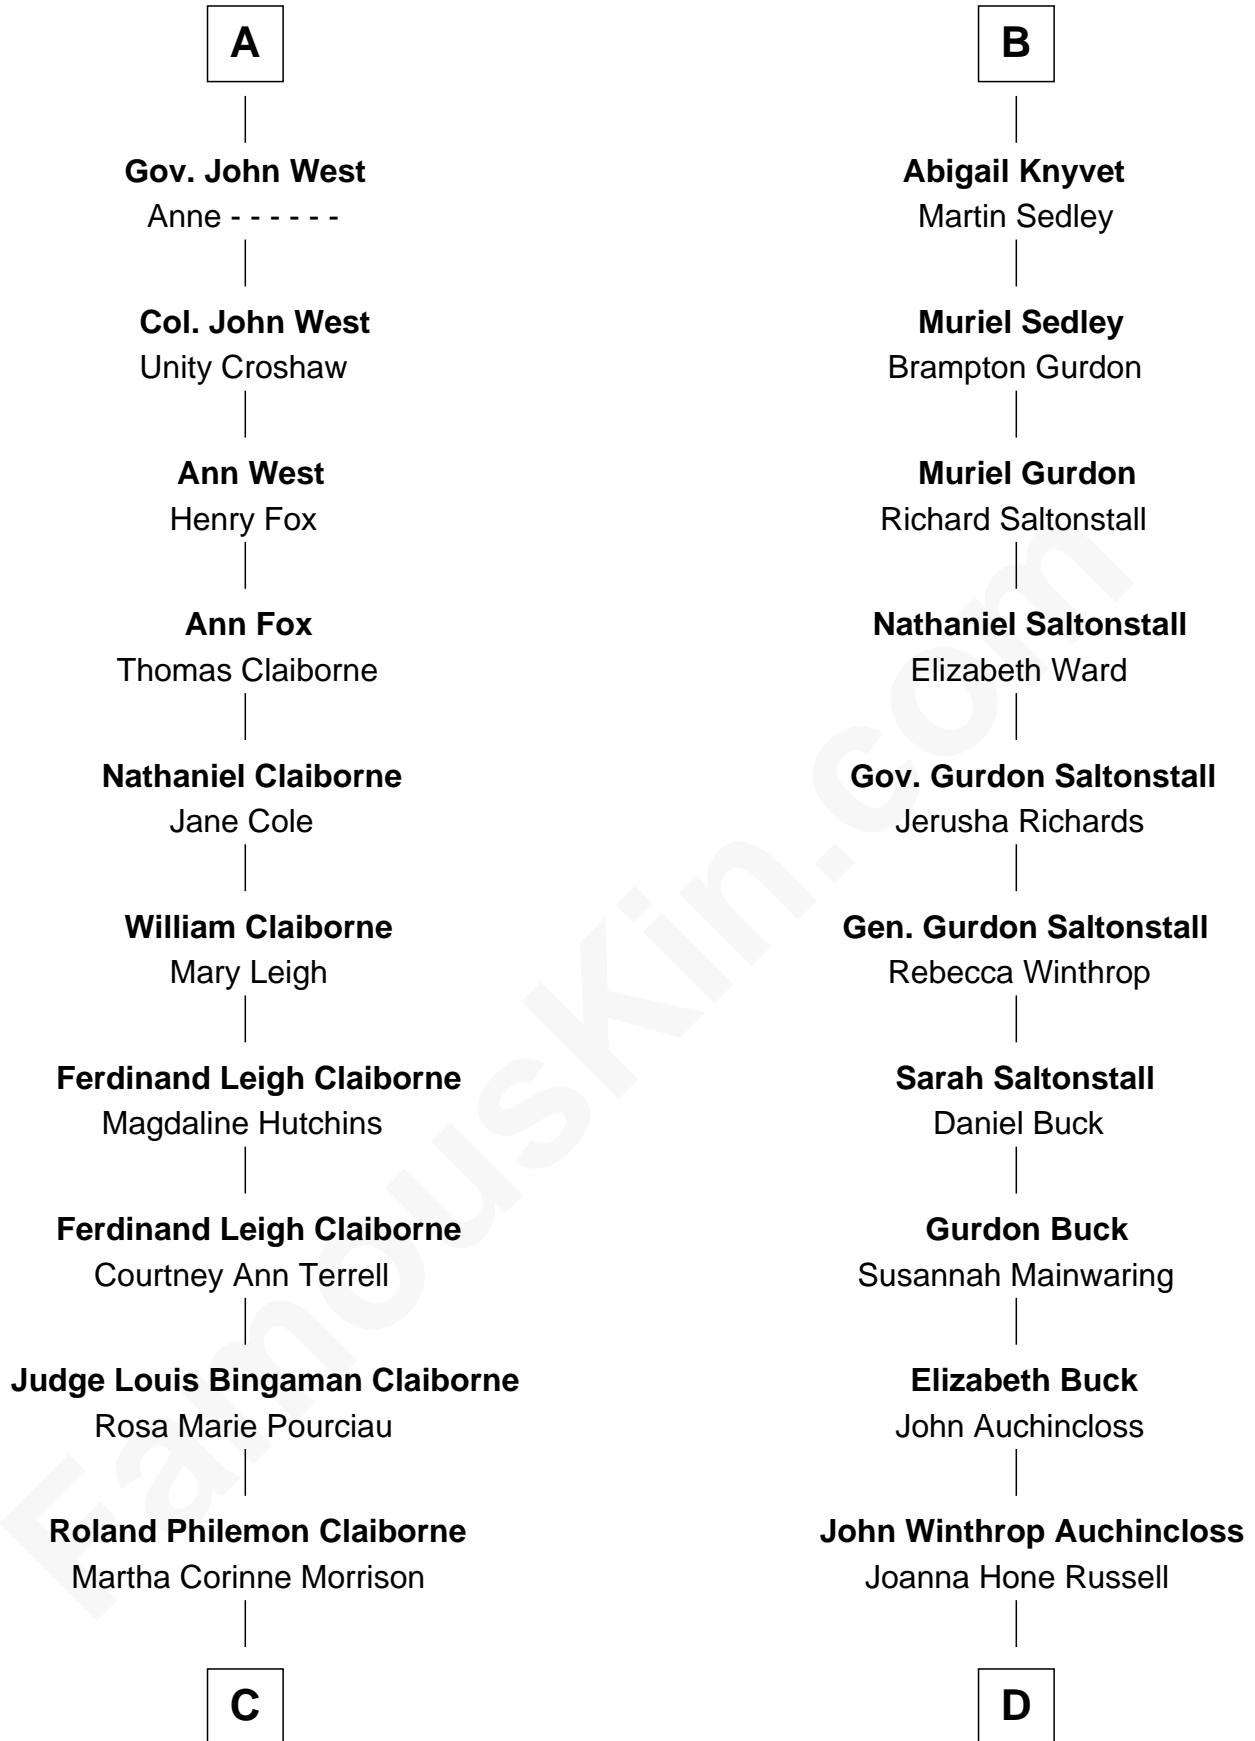 A
Gov. John West
Anne - - - - - -
Col. John West
Unity Croshaw
Ann West
Henry Fox
Ann Fox
Thomas Claiborne
Nathaniel Claiborne
Jane Cole
William Claiborne
Mary Leigh
Ferdinand Leigh Claiborne
Magdaline Hutchins
Ferdinand Leigh Claiborne
Courtney Ann Terrell
Judge Louis Bingaman Claiborne
Rosa Marie Pourciau
Roland Philemon Claiborne
Martha Corinne Morrison
C
B
Abigail Knyvet
Martin Sedley
Muriel Sedley
Brampton Gurdon
Muriel Gurdon
Richard Saltonstall
Nathaniel Saltonstall
Elizabeth Ward
Gov. Gurdon Saltonstall
Jerusha Richards
Gen. Gurdon Saltonstall
Rebecca Winthrop
Sarah Saltonstall
Daniel Buck
Gurdon Buck
Susannah Mainwaring
Elizabeth Buck
John Auchincloss
John Winthrop Auchincloss
Joanna Hone Russell
D
FamousKin.com